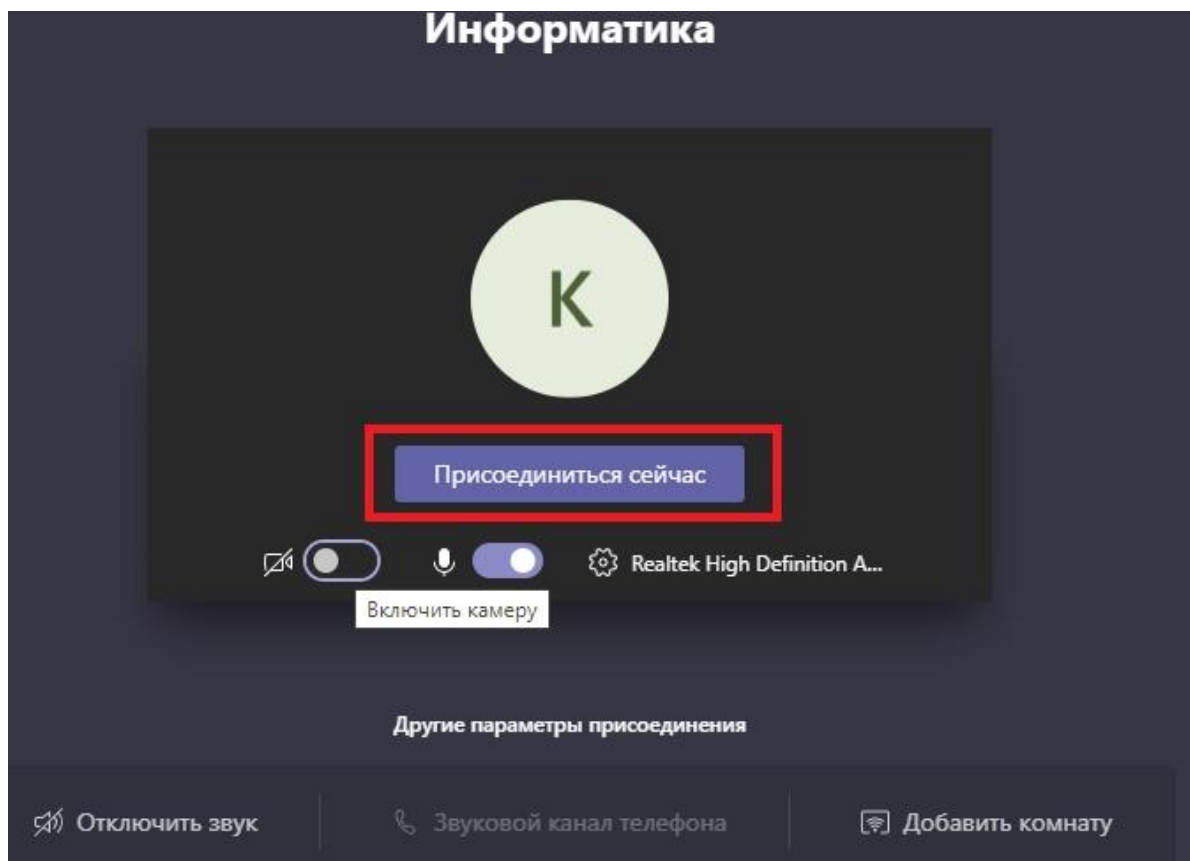 Информатика
К
Присоединиться сейчас
Realtek High Definition A...
Включить камеру
Другие параметры присоединения
Отключить звук
Звуковой канал телефона
Добавить комнату